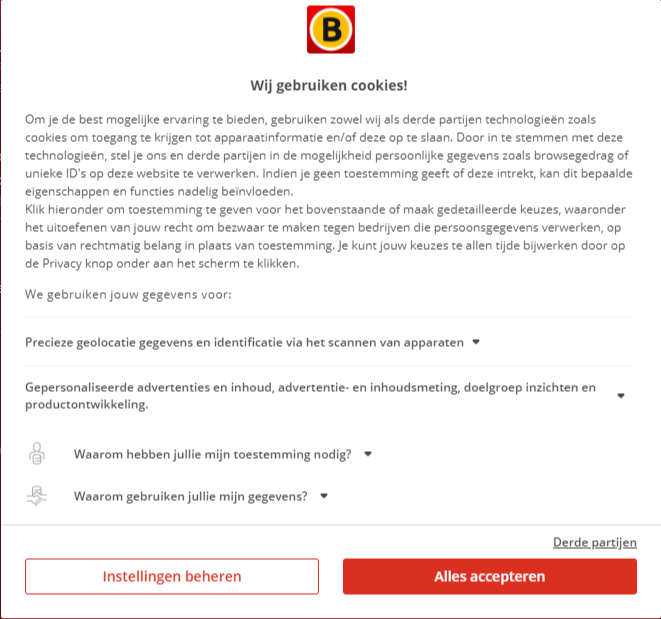 B
Wij gebruiken cookies!
Om je de best mogelijke ervaring te bieden, gebruiken zowel wij als derde partijen technologieën zoals
cookies om toegang te krijgen tot apparaatinformatie en/of deze op te slaan. Door in te stemmen met deze
technologieën, stel je ons en derde partijen in de mogelijkheid persoonlijke gegevens zoals browsegedrag of
unieke ID's op deze website te verwerken. Indien je geen toestemming geeft of deze intrekt, kan dit bepaalde
eigenschappen en functies nadelig beïnvloeden.
Klik hieronder om toestemming te geven voor het bovenstaande of maak gedetailleerde keuzes, waaronder
het uitoefenen van jouw recht om bezwaar te maken tegen bedrijven die persoonsgegevens verwerken, op
basis van rechtmatig belang in plaats van toestemming. Je kunt jouw keuzes te allen tijde bijwerken door op
de Privacy knop onder aan het scherm te klikken.
We gebruiken jouw gegevens voor:
Precieze geolocatie gegevens en identificatie via het scannen van apparaten
Gepersonaliseerde advertenties en inhoud, advertentie- en inhoudsmeting, doelgroep inzichten en
productontwikkeling.
Waarom hebben jullie mijn toestemming nodig?
Waarom gebruiken jullie mijn gegevens?
Derde partijen
Instellingen beheren
Alles accepteren